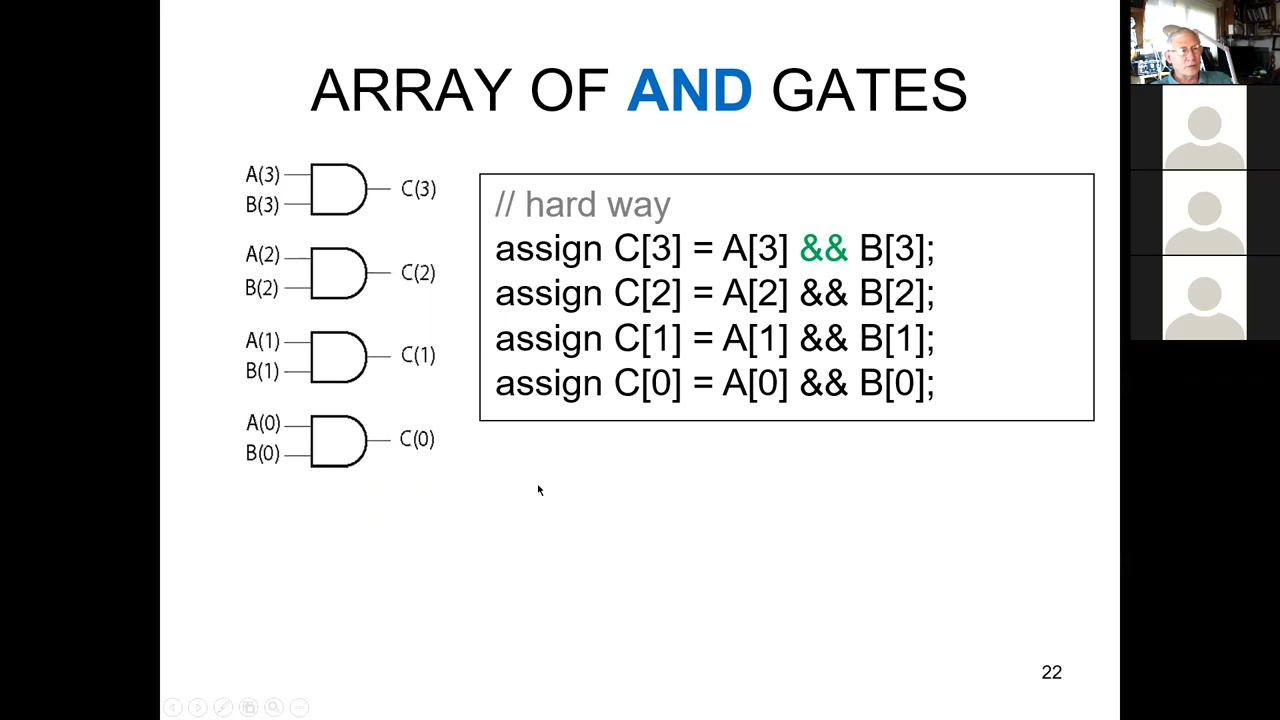 ARRAY OF AND GATES
A(3)
B(3)
C(3)
A(2)
B(2)
C(2)
A(1)
B(1)
C(1)
A(0)
B(0)
C(0)
// hard way
assign C[3] = A[3] && B[3];
assign C[2] = A[2] && B[2];
assign C[1] = A[1] && B[1];
assign C[0] = A[0] && B[0];
22